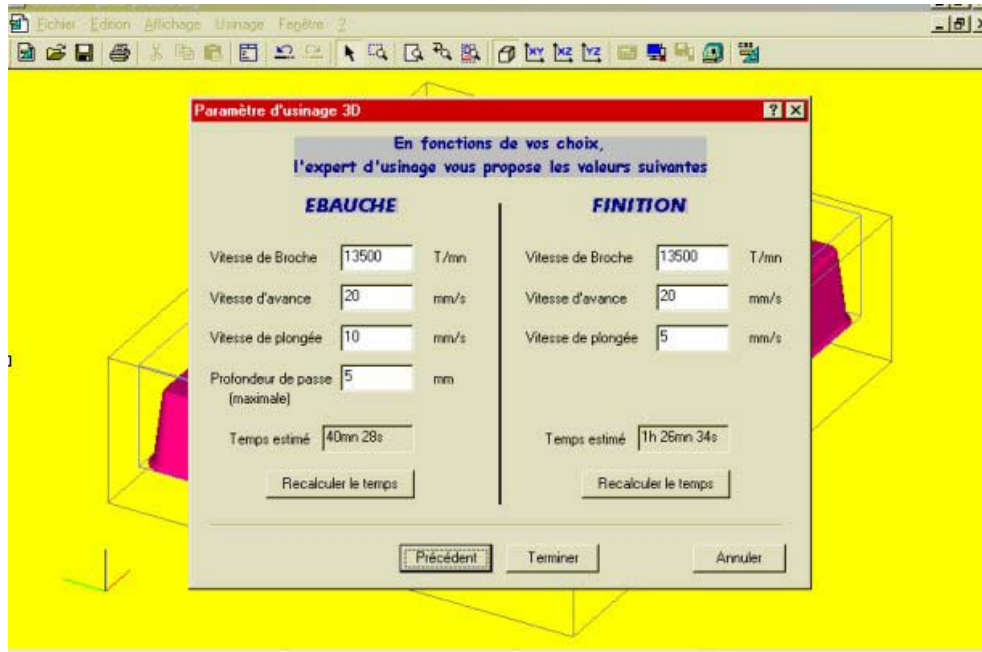 Fichier Edition Affichage Usinage Fenêtre ?
XY XZ YZ
Paramètre d'usinage 3D
En fonctions de vos choix,
l'expert d'usinage vous propose les valeurs suivantes
EBAUCHE
Vitesse de Broche 13500 T/mn
Vitesse d'avance 20 mm/s
Vitesse de plongée 10 mm/s
Profondeur de passe 5 mm
(maximale)
Temps estimé 40mn 28s
Recalculer le temps
FINITION
Vitesse de Broche 13500 T/mn
Vitesse d'avance 20 mm/s
Vitesse de plongée 5 mm/s
Temps estimé 1h 26mn 34s
Recalculer le temps
Précédent Terminer Annuler